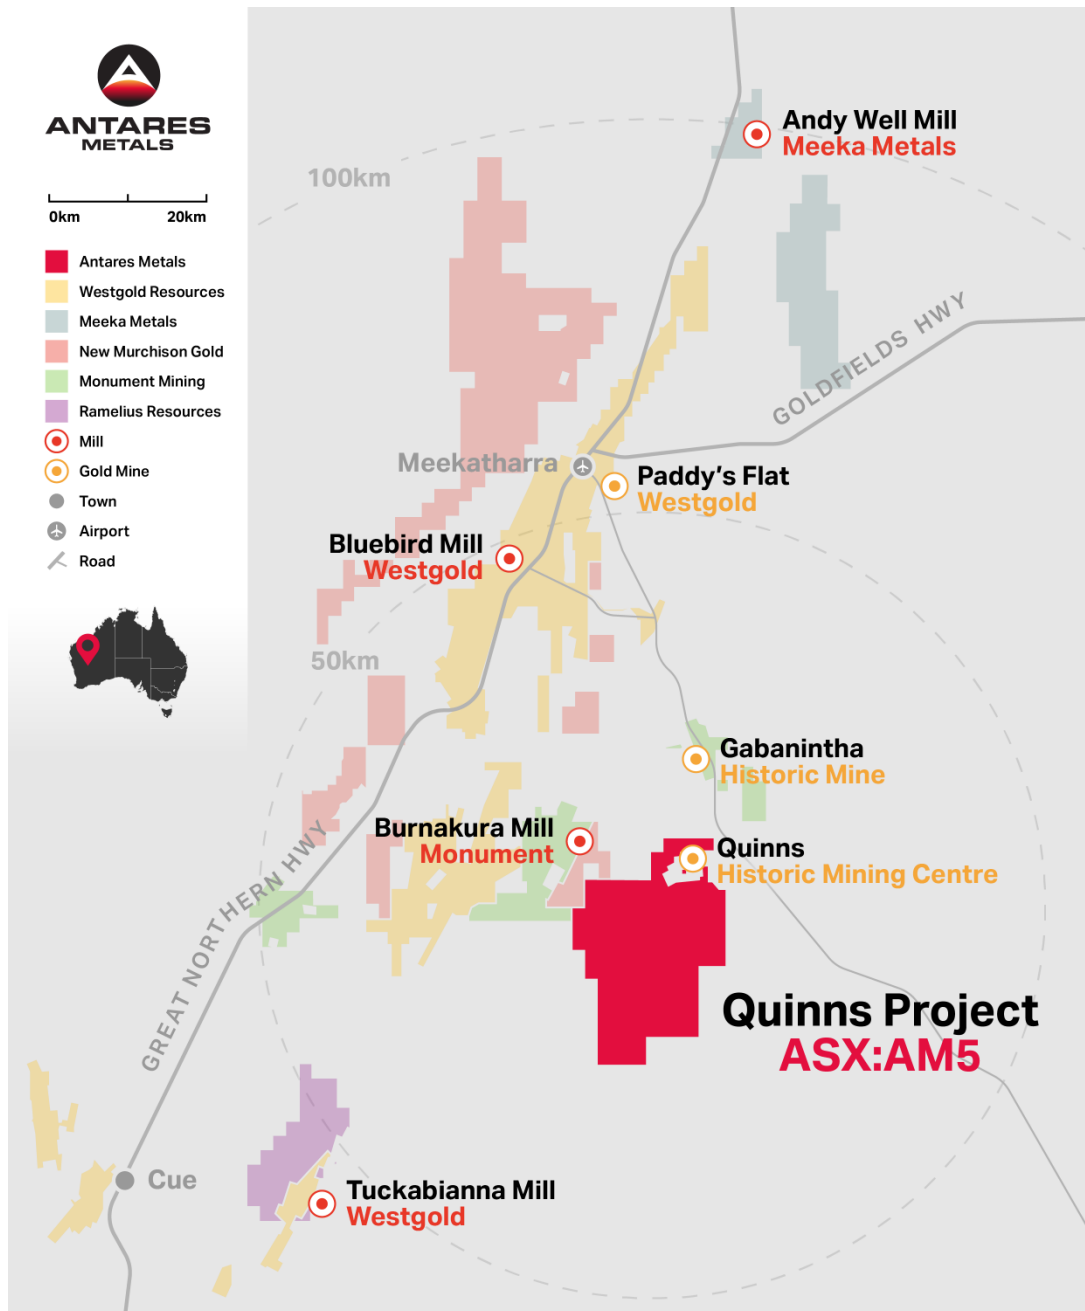 ANTARES
METALS
0km
20km
Antares Metals
Westgold Resources
Meeka Metals
New Murchison Gold
Monument Mining
Ramelius Resources
Mill
Gold Mine
Town
Airport
Road
Andy Well Mill
Meeka Metals
100km
GOLDFIELDS HWY
Meekatharra
Paddy's Flat
Westgold
Bluebird Mill
Westgold
50km
Gabanintha
Historic Mine
Burnakura Mill
Monument
Quinns
Historic Mining Centre
GREAT NORTHERN HWY
Quinns Project
ASX:AM5
Cue
Tuckabianna Mill
Westgold